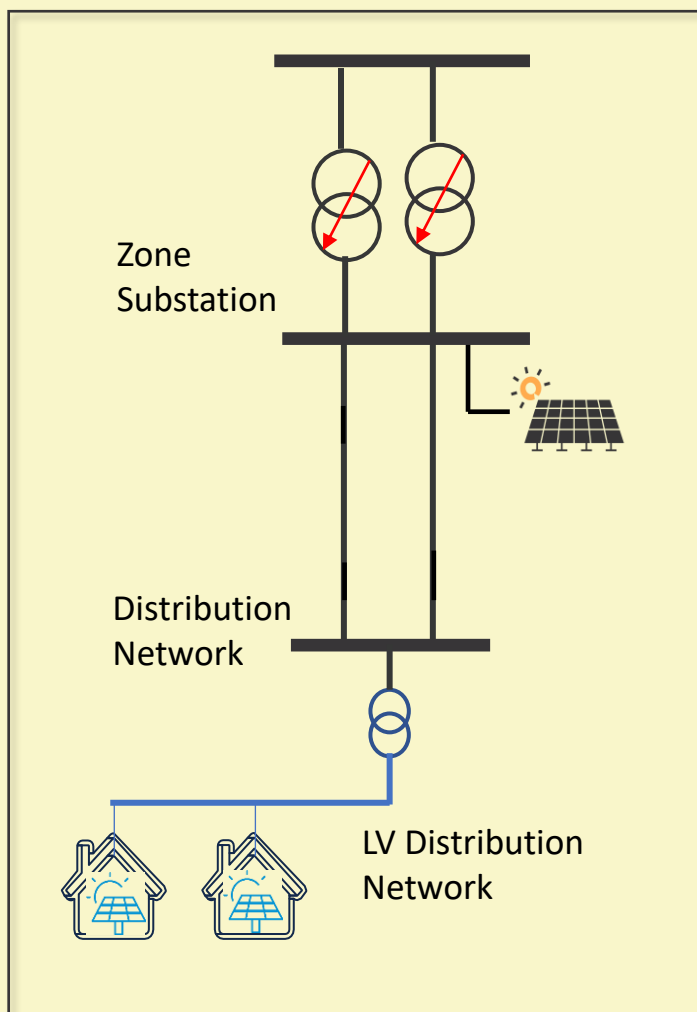 Zone
Substation
Distribution
Network
LV Distribution
Network